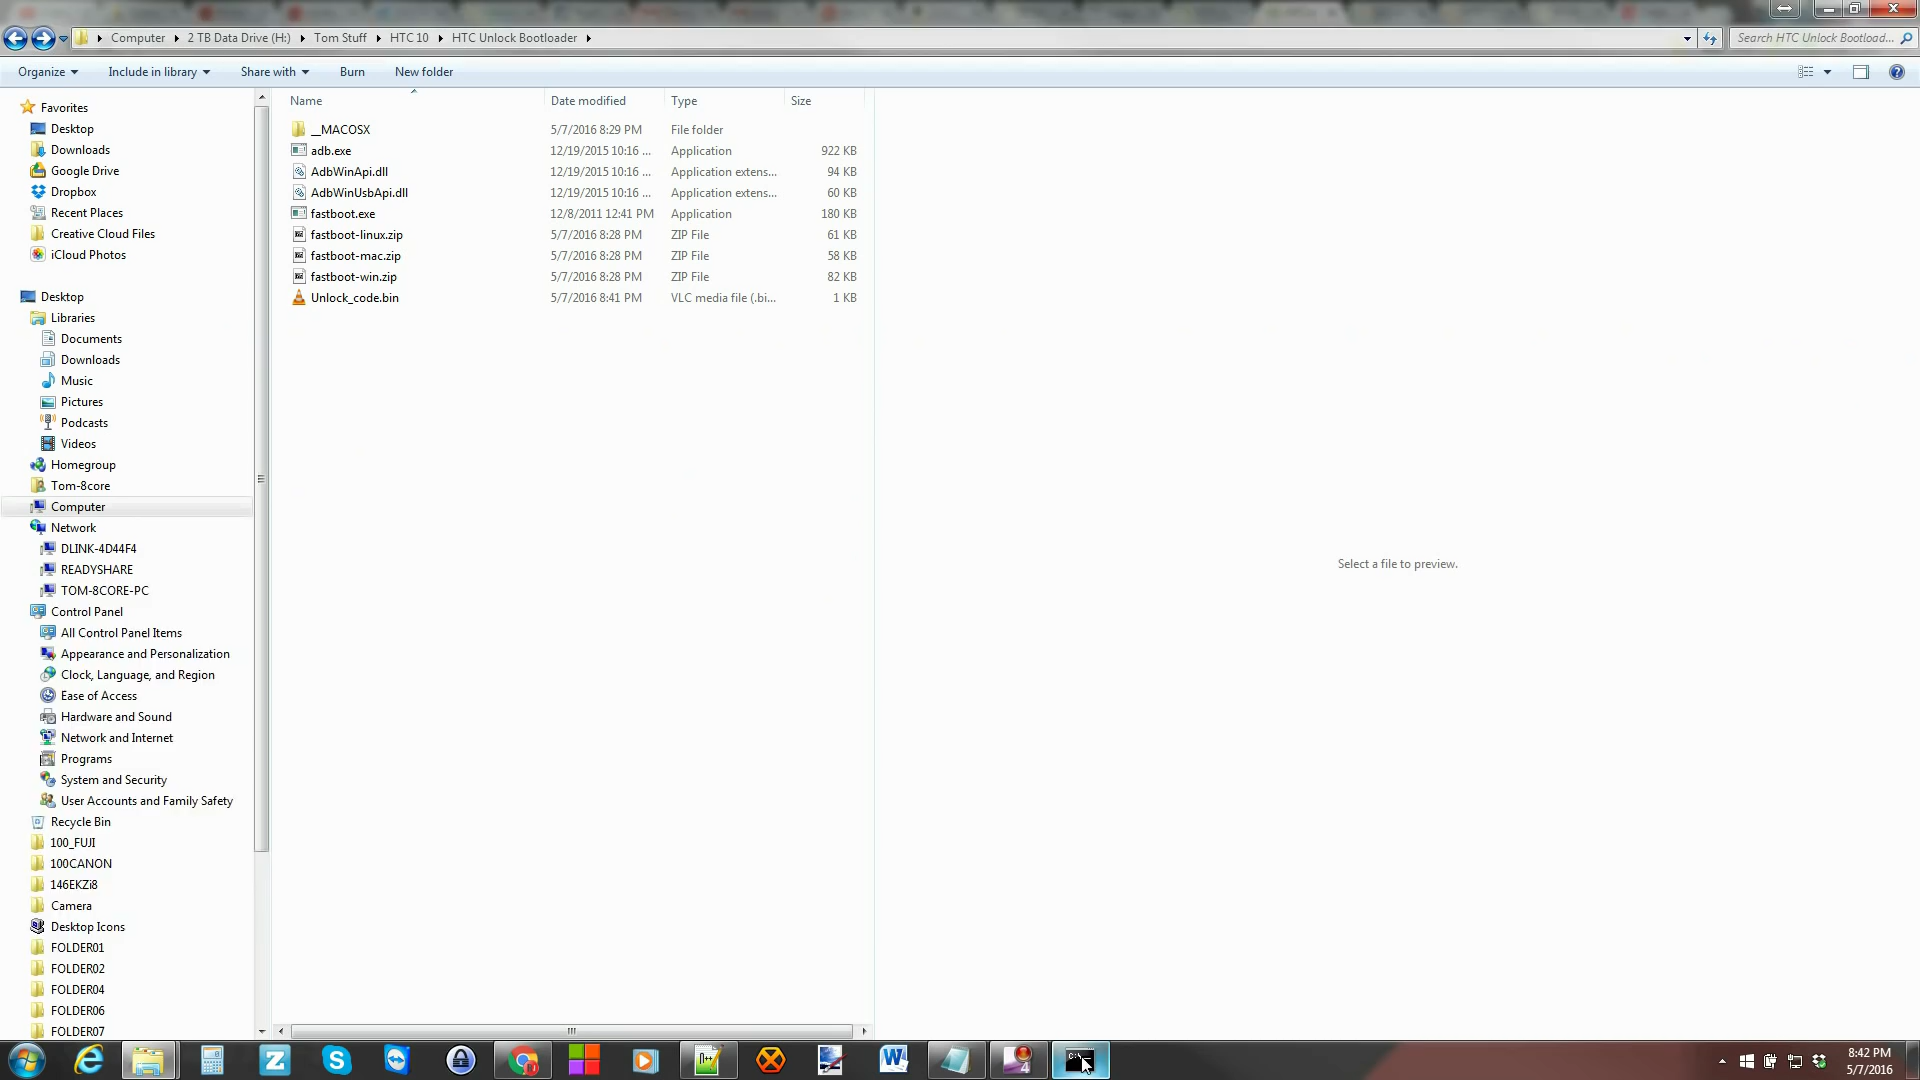 Computer 2 TB Data Drive (H:) Tom Stuff HTC 10 HTC Unlock Bootloader
Search HTC Unlock Bootload...
Organize Include in library Share with Burn New folder
Name Date modified Type Size
__MACOSX 5/7/2016 8:29 PM File folder
adb.exe 12/19/2015 10:16 ... Application 922 KB
AdbWinApi.dll 12/19/2015 10:16 ... Application extens... 94 KB
AdbWinUsbApi.dll 12/19/2015 10:16 ... Application extens... 60 KB
fastboot.exe 12/8/2011 12:41 PM Application 180 KB
fastboot-linux.zip 5/7/2016 8:28 PM ZIP File 61 KB
fastboot-mac.zip 5/7/2016 8:28 PM ZIP File 58 KB
fastboot-win.zip 5/7/2016 8:28 PM ZIP File 82 KB
Unlock_code.bin 5/7/2016 8:41 PM VLC media file (.bi... 1 KB
Favorites
Desktop
Downloads
Google Drive
Dropbox
Recent Places
Creative Cloud Files
iCloud Photos
Desktop
Libraries
Documents
Downloads
Music
Pictures
Podcasts
Videos
Homegroup
Tom-8core
Computer
Network
DLINK-4D44F4
READYSHARE
TOM-8CORE-PC
Control Panel
All Control Panel Items
Appearance and Personalization
Clock, Language, and Region
Ease of Access
Hardware and Sound
Network and Internet
Programs
System and Security
User Accounts and Family Safety
Recycle Bin
100_FUJI
100CANON
146EKZi8
Camera
Desktop Icons
FOLDER01
FOLDER02
FOLDER04
FOLDER06
FOLDER07
Select a file to preview.
8:42 PM
5/7/2016